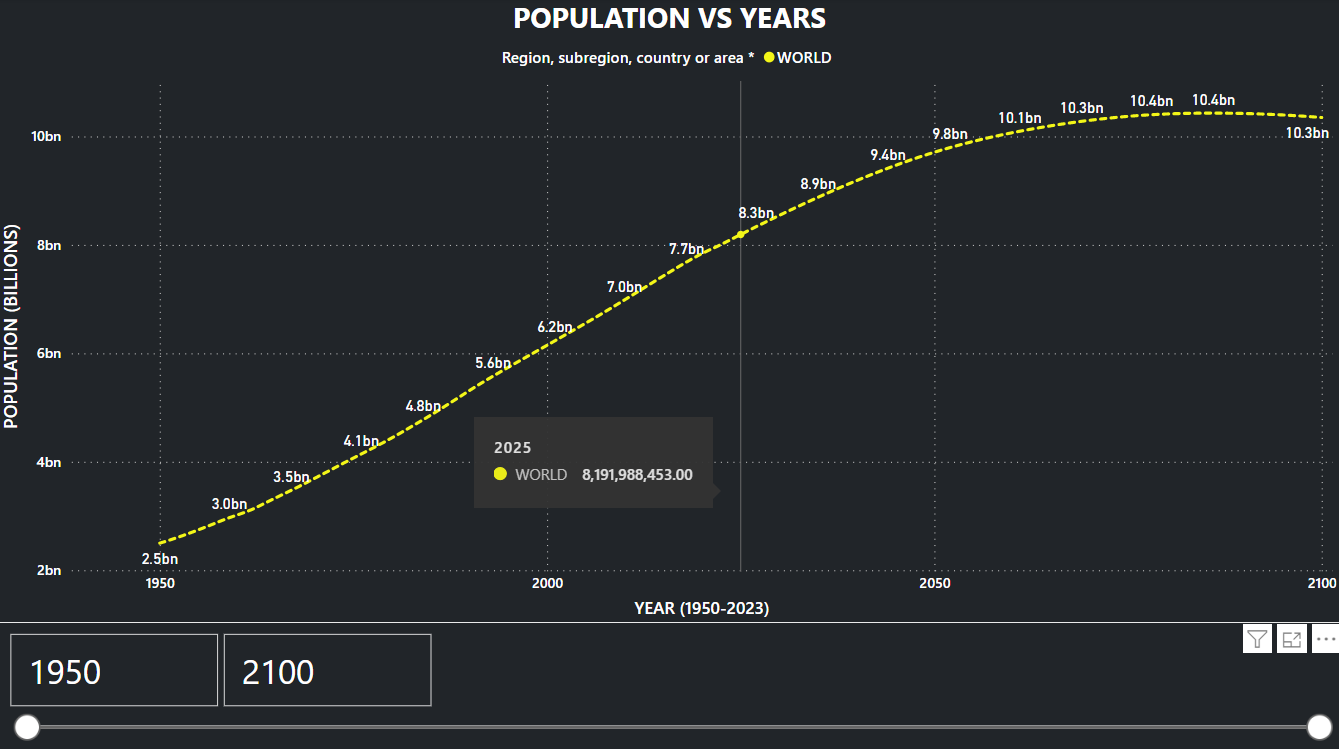 POPULATION VS YEARS
Region, subregion, country or area * WORLD
10.4bn 10.4bn
10.3bn
10.1bn
10bn
9.8bn
10.3bn
9.4bn
8.9bn
8.3bn
8bn
7.7bn
7.0bn
6.2bn
6bn
5.6bn
4.8bn
4.1bn
4bn
3.5bn
3.0bn
2.5bn
2bn
POPULATION (BILLIONS)
2025
WORLD 8,191,988,453.00
1950 2000 2050 2100
YEAR (1950-2023)
1950 2100